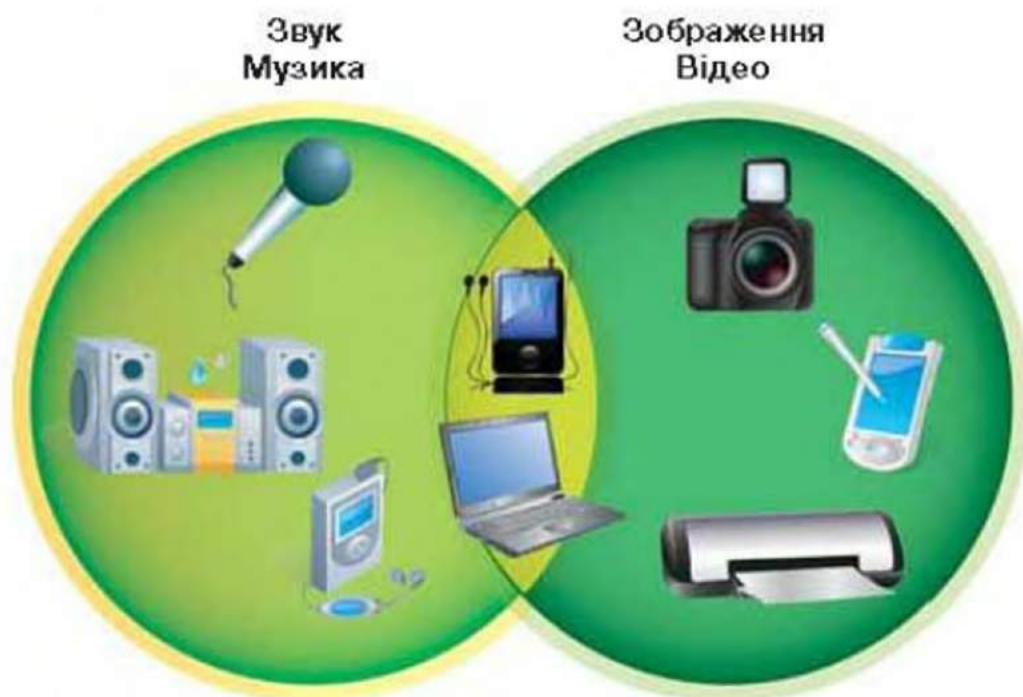 Звук
Музика
Зображення
Відео